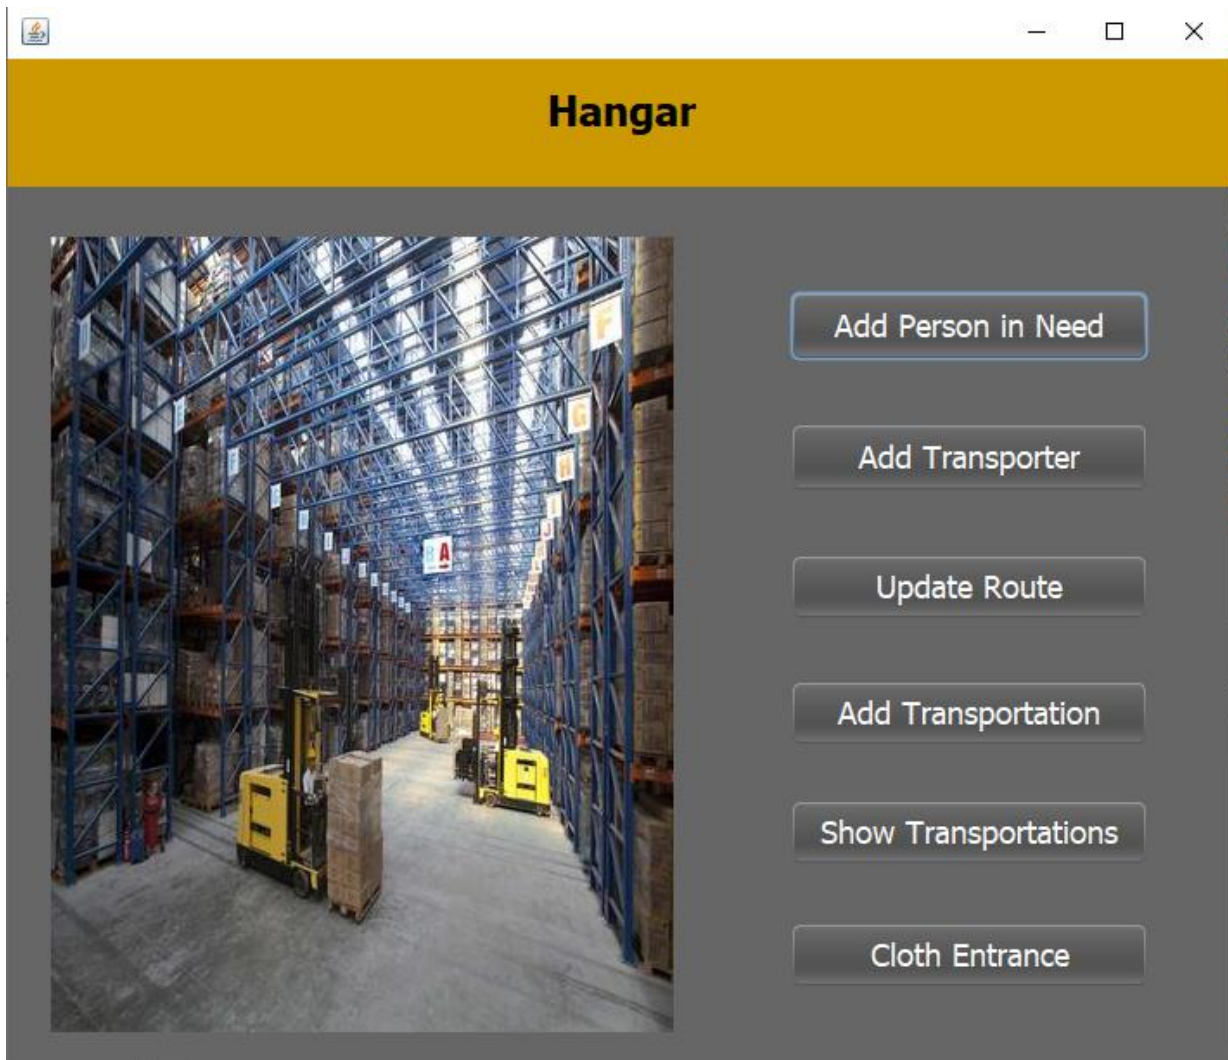 Hangar
F
G
H
I
J
A
Add Person in Need
Add Transporter
Update Route
Add Transportation
Show Transportations
Cloth Entrance